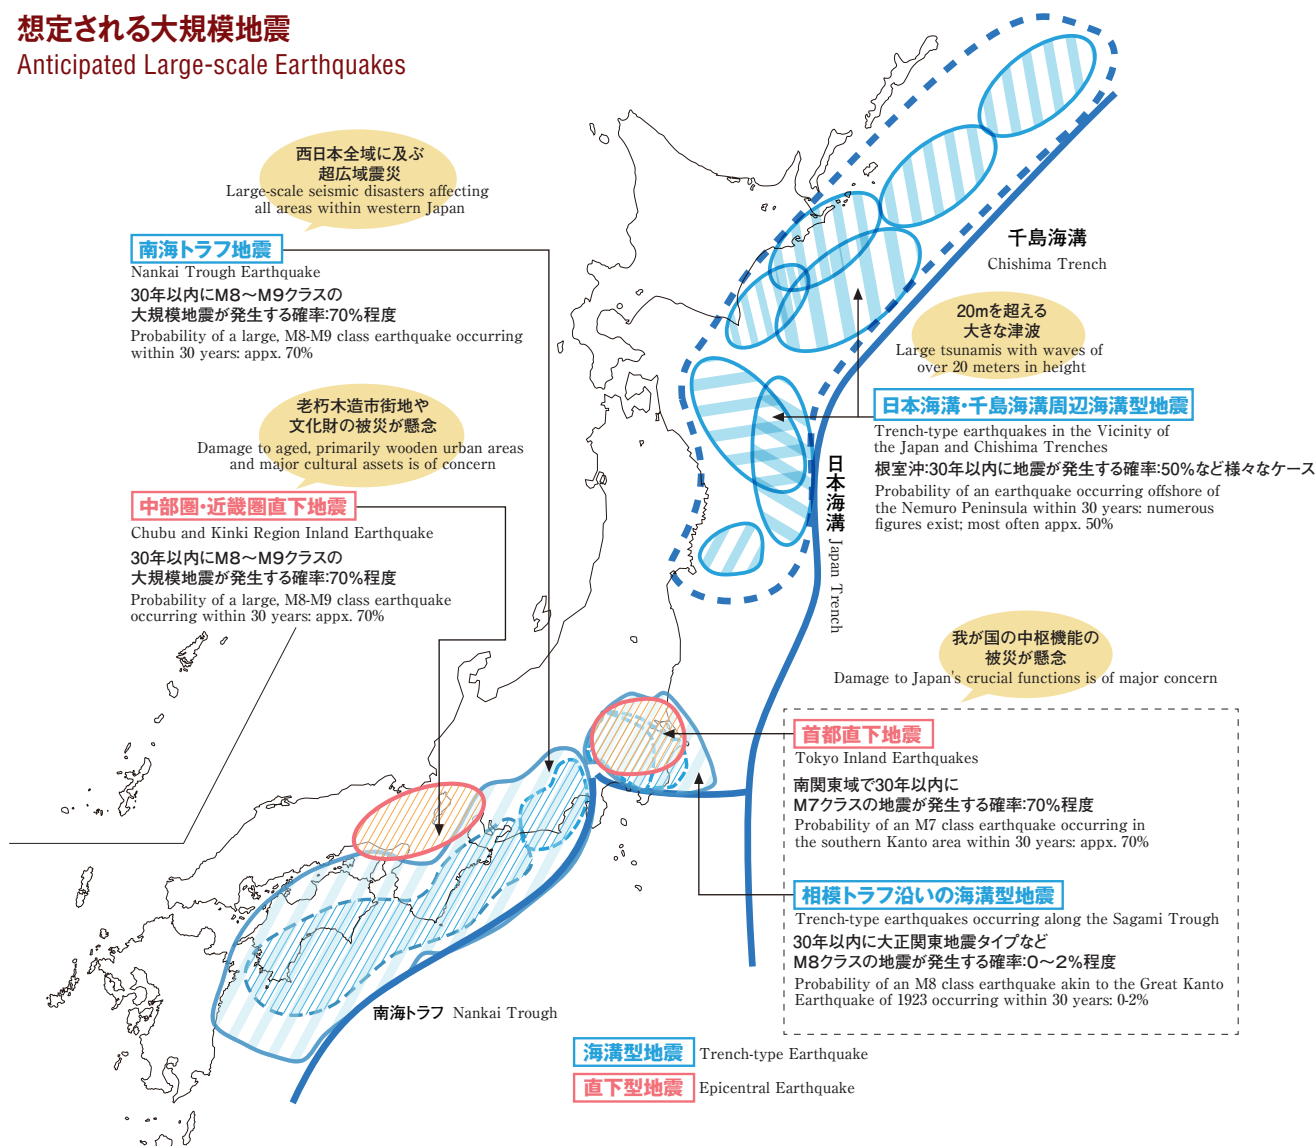 想定される大規模地震
Anticipated Large-scale Earthquakes
西日本全域に及ぶ
超広域震災
Large-scale seismic disasters affecting
all areas within western Japan
南海トラフ地震
Nankai Trough Earthquake
30年以内にM8～M9クラスの
大規模地震が発生する確率:70%程度
Probability of a large, M8-M9 class earthquake occurring
within 30 years: appx. 70%
老朽木造市街地や
文化財の被災が懸念
Damage to aged, primarily wooden urban areas
and major cultural assets is of concern
中部圏・近畿圏直下地震
Chubu and Kinki Region Inland Earthquake
30年以内にM8～M9クラスの
大規模地震が発生する確率:70%程度
Probability of a large, M8-M9 class earthquake
occurring within 30 years: appx. 70%
千島海溝
Chishima Trench
20mを超える
大きな津波
Large tsunamis with waves of
over 20 meters in height
日本海溝・千島海溝周辺海溝型地震
Trench-type earthquakes in the Vicinity of
the Japan and Chishima Trenches
根室沖:30年以内に地震が発生する確率:50%など様々なケース
Probability of an earthquake occurring offshore of
the Nemuro Peninsula within 30 years: numerous
figures exist; most often appx. 50%
日本海溝 Japan Trench
我が国の中枢機能の
被災が懸念
Damage to Japan's crucial functions is of major concern
首都直下地震
Tokyo Inland Earthquakes
南関東域で30年以内に
M7クラスの地震が発生する確率:70%程度
Probability of an M7 class earthquake occurring in
the southern Kanto area within 30 years: appx. 70%
相模トラフ沿いの海溝型地震
Trench-type earthquakes occurring along the Sagami Trough
30年以内に大正関東地震タイプなど
M8クラスの地震が発生する確率:0～2%程度
Probability of an M8 class earthquake akin to the Great Kanto
Earthquake of 1923 occurring within 30 years: 0-2%
南海トラフ Nankai Trough
海溝型地震 Trench-type Earthquake
直下型地震 Epicentral Earthquake